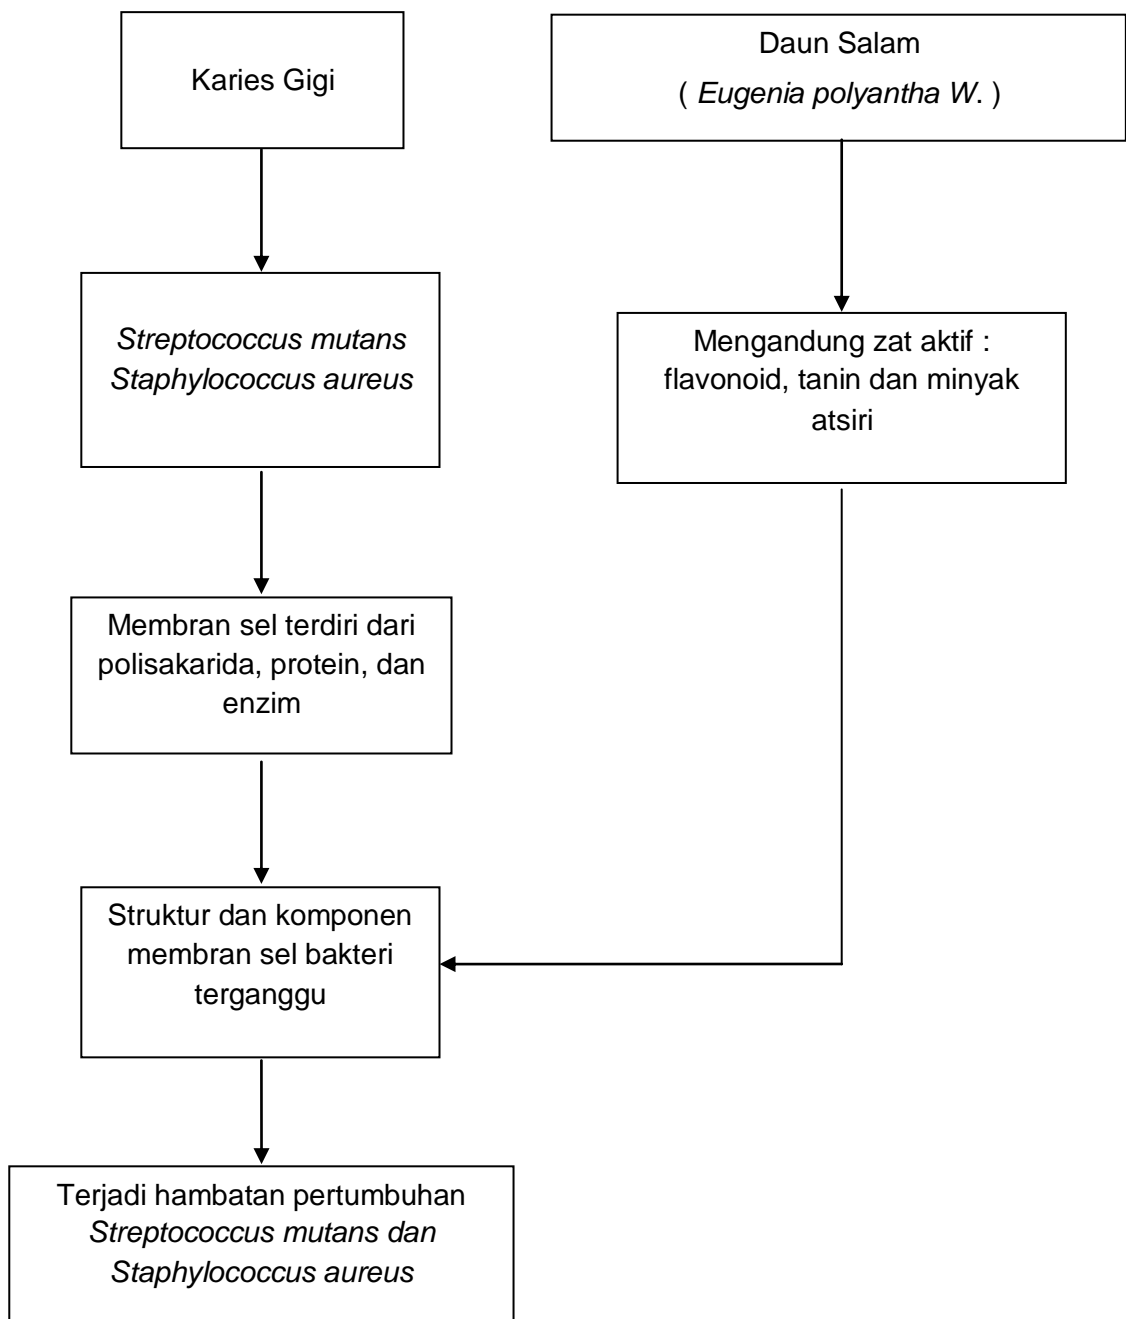 Karies Gigi
Daun Salam
( Eugenia polyantha W. )
Streptococcus mutans
Staphylococcus aureus
Mengandung zat aktif :
flavonoid, tanin dan minyak
atsiri
Membran sel terdiri dari
polisakarida, protein, dan
enzim
Struktur dan komponen
membran sel bakteri
terganggu
Terjadi hambatan pertumbuhan
Streptococcus mutans dan
Staphylococcus aureus